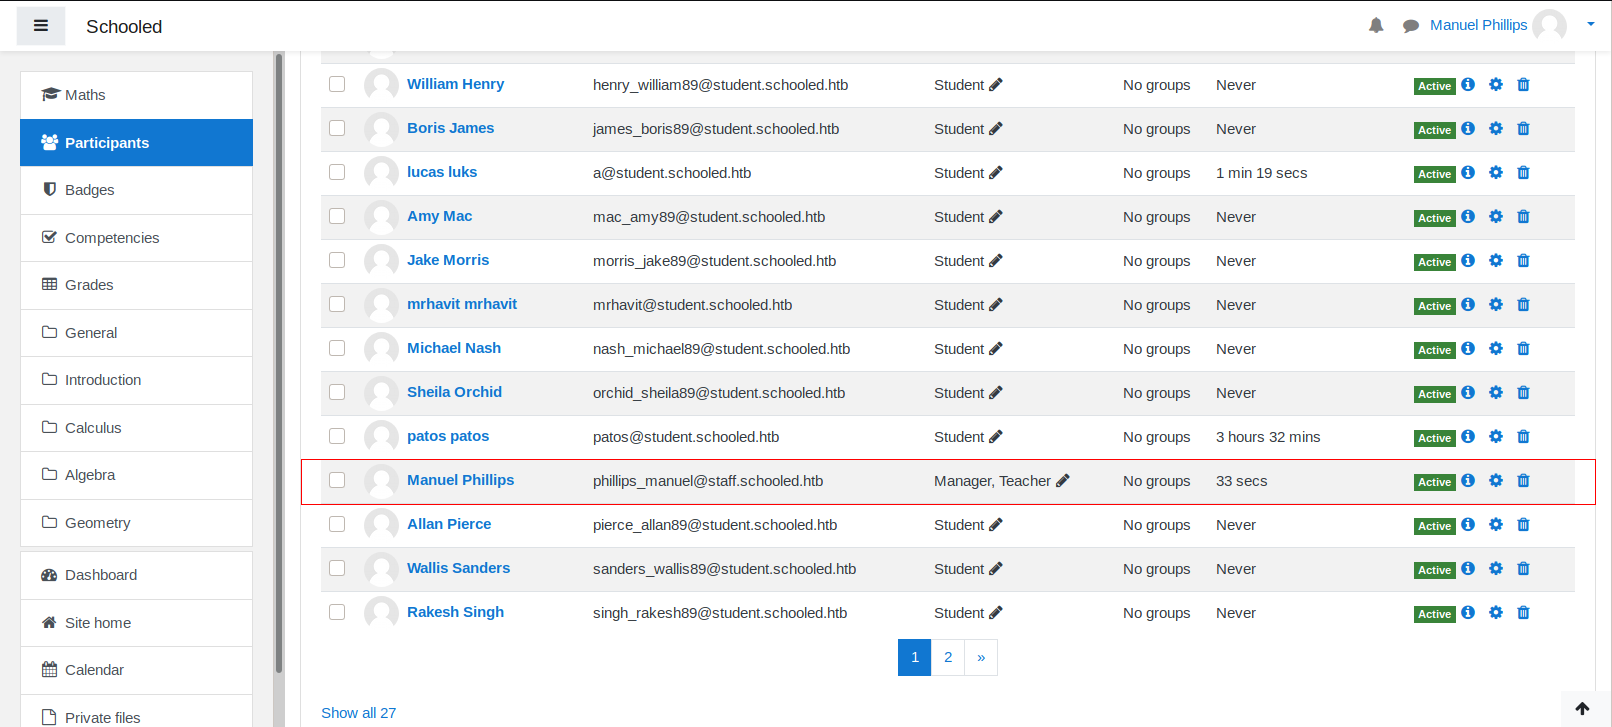 Schooled
Manuel Phillips
Maths
Participants
Badges
Competencies
Grades
General
Introduction
Calculus
Algebra
Geometry
Dashboard
Site home
Calendar
Private files
William Henry henry_william89@student.schooled.htb Student No groups Never Active
Boris James james_boris89@student.schooled.htb Student No groups Never Active
lucas luks a@student.schooled.htb Student No groups 1 min 19 secs Active
Amy Mac mac_amy89@student.schooled.htb Student No groups Never Active
Jake Morris morris_jake89@student.schooled.htb Student No groups Never Active
mrhavit mrhavit mrhavit@student.schooled.htb Student No groups Never Active
Michael Nash nash_michael89@student.schooled.htb Student No groups Never Active
Sheila Orchid orchid_sheila89@student.schooled.htb Student No groups Never Active
patos patos patos@student.schooled.htb Student No groups 3 hours 32 mins Active
Manuel Phillips phillips_manuel@staff.schooled.htb Manager, Teacher No groups 33 secs Active
Allan Pierce pierce_allan89@student.schooled.htb Student No groups Never Active
Wallis Sanders sanders_wallis89@student.schooled.htb Student No groups Never Active
Rakesh Singh singh_rakesh89@student.schooled.htb Student No groups Never Active
1 2 »
Show all 27